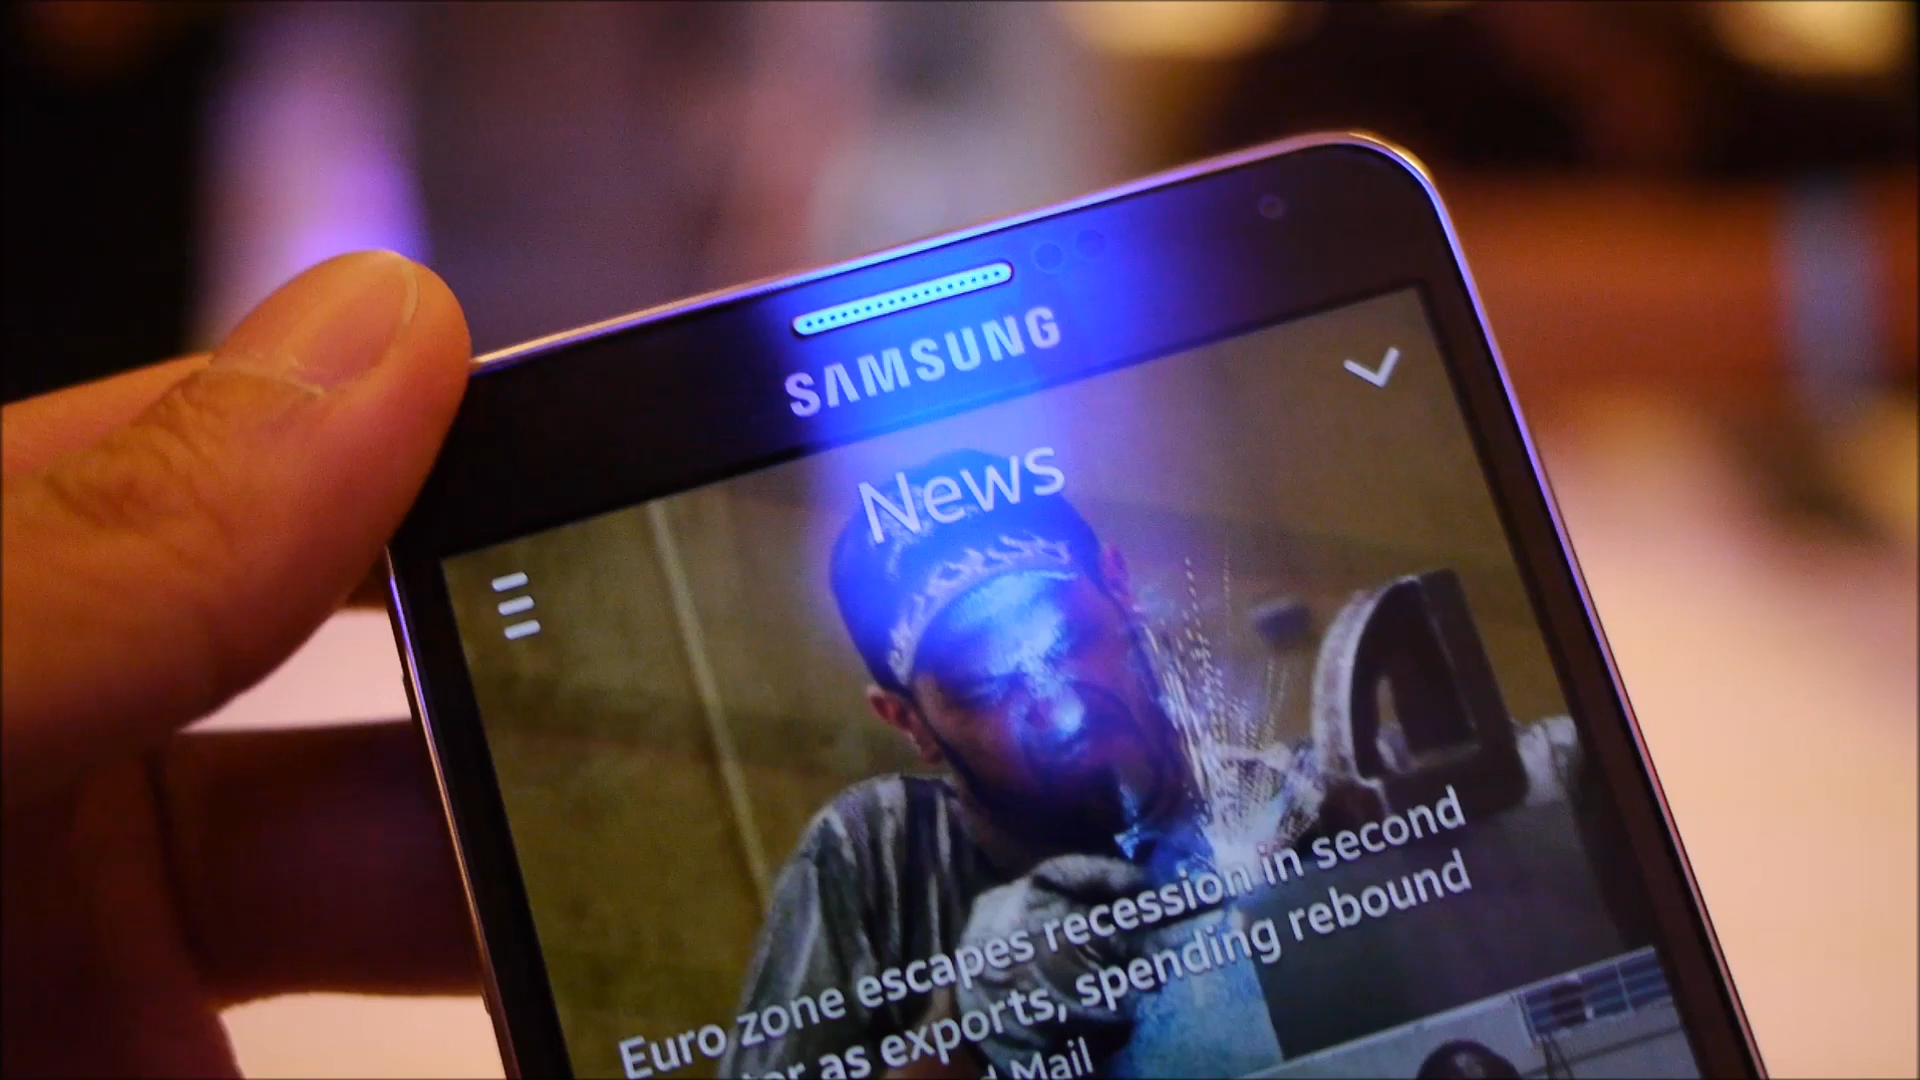 SAMSUNG
News
Euro zone escapes recession in second
as exports, spending rebound
Mail